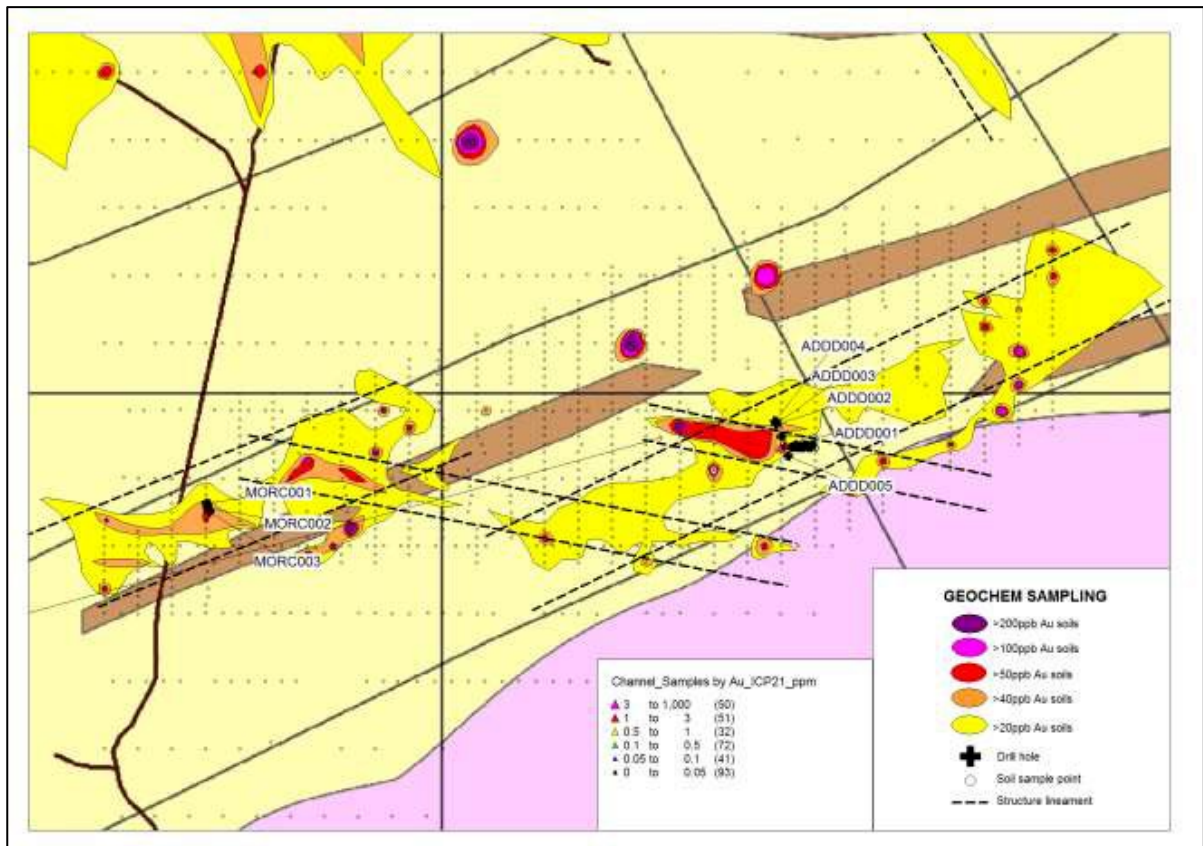 ADDD004
ADDD003
ADDD002
ADDD001
ADDD005
MORC001
MORC002
MORC003
Channel_Samples by Au_ICP21_ppm
3 to 1,000 (50)
1 to 3 (51)
0.5 to 1 (32)
0.1 to 0.5 (72)
0.05 to 0.1 (41)
0 to 0.05 (93)
GEOCHEM SAMPLING
>200ppb Au soils
>100ppb Au soils
>50ppb Au soils
>40ppb Au soils
>20ppb Au soils
Drill hole
Soil sample point
Structure lineament